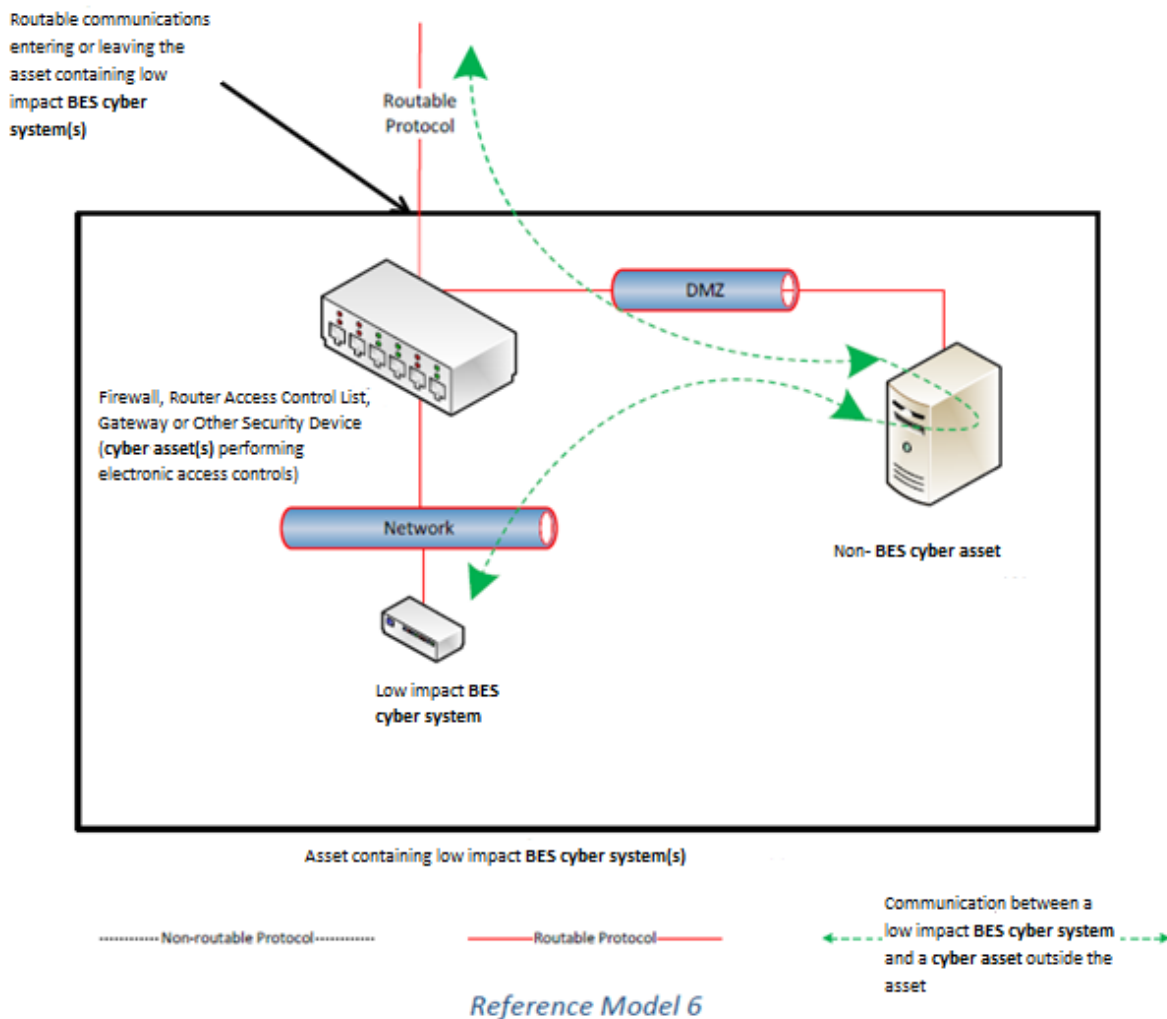 Routable communications
entering or leaving the
asset containing low
impact BES cyber
system(s)
Routable
Protocol
DMZ
Firewall, Router Access Control List,
Gateway or Other Security Device
(cyber asset(s) performing
electronic access controls)
Network
Non- BES cyber asset
Low impact BES
cyber system
Asset containing low impact BES cyber system(s)
Non-routable Protocol
Routable Protocol
Communication between a
low impact BES cyber system
and a cyber asset outside the
asset
Reference Model 6